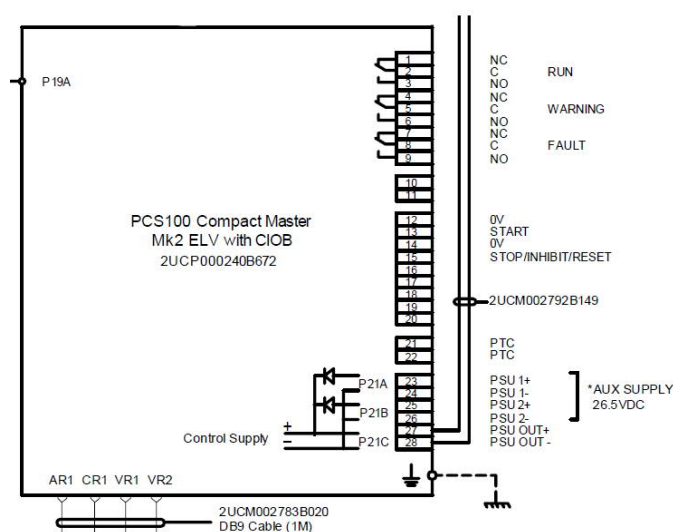 P19A
1 NC
2 C RUN
3 NO
4 NC
5 C WARNING
6 NO
7 NC
8 C FAULT
9 NO
10
11
PCS100 Compact Master
Mk2 ELV with CIOB
2UCP000240B672
12 0V
13 START
14 0V
15 STOP/INHIBIT/RESET
16
17
18
19
20
2UCM002792B149
21 PTC
22 PTC
P21A 23 PSU 1+
24 PSU 1-
P21B 25 PSU 2+
26 PSU 2-
*AUX SUPPLY
26.5VDC
Control Supply + -
P21C 27 PSU OUT+
28 PSU OUT -
AR1 CR1 VR1 VR2
2UCM002783B020
DB9 Cable (1M)